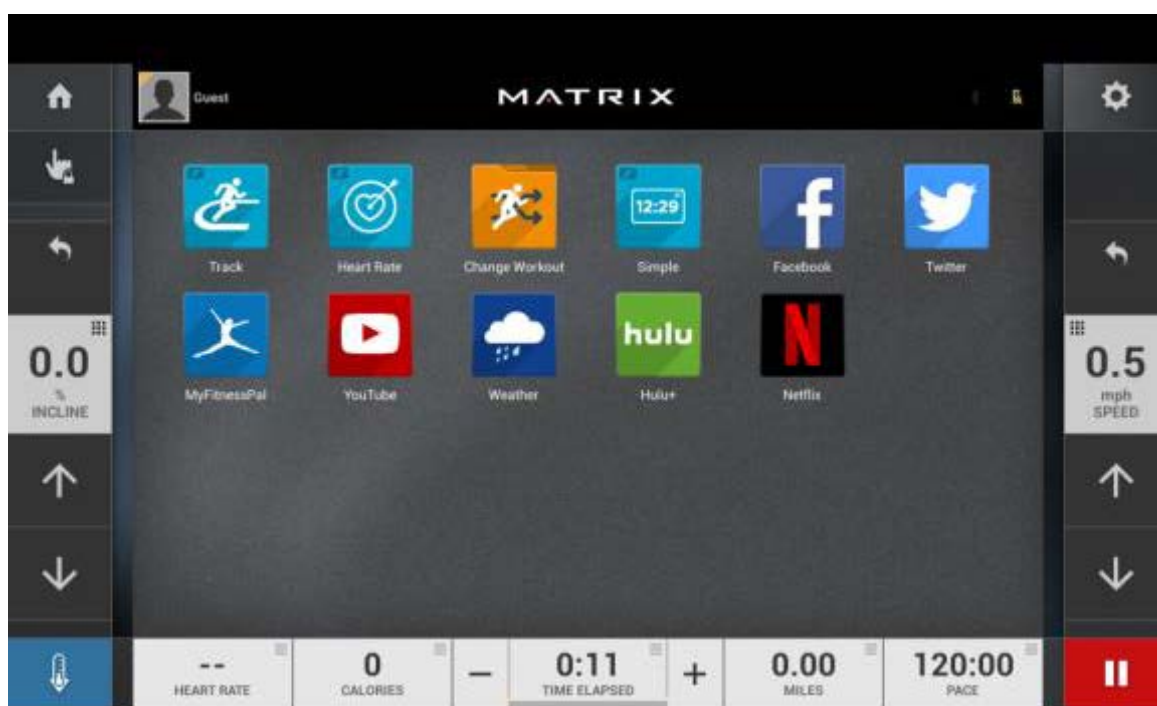 Guest
MATRIX
12:29
f
Track
Heart Rate
Change Workout
Simple
Facebook
Twitter
hulu
N
MyFitnessPal
YouTube
Weather
Hulu+
Netflix
0.0
%
INCLINE
0.5
mph
SPEED
--
HEART RATE
0
CALORIES
−
0:11
TIME ELAPSED
+
0.00
MILES
120:00
PACE